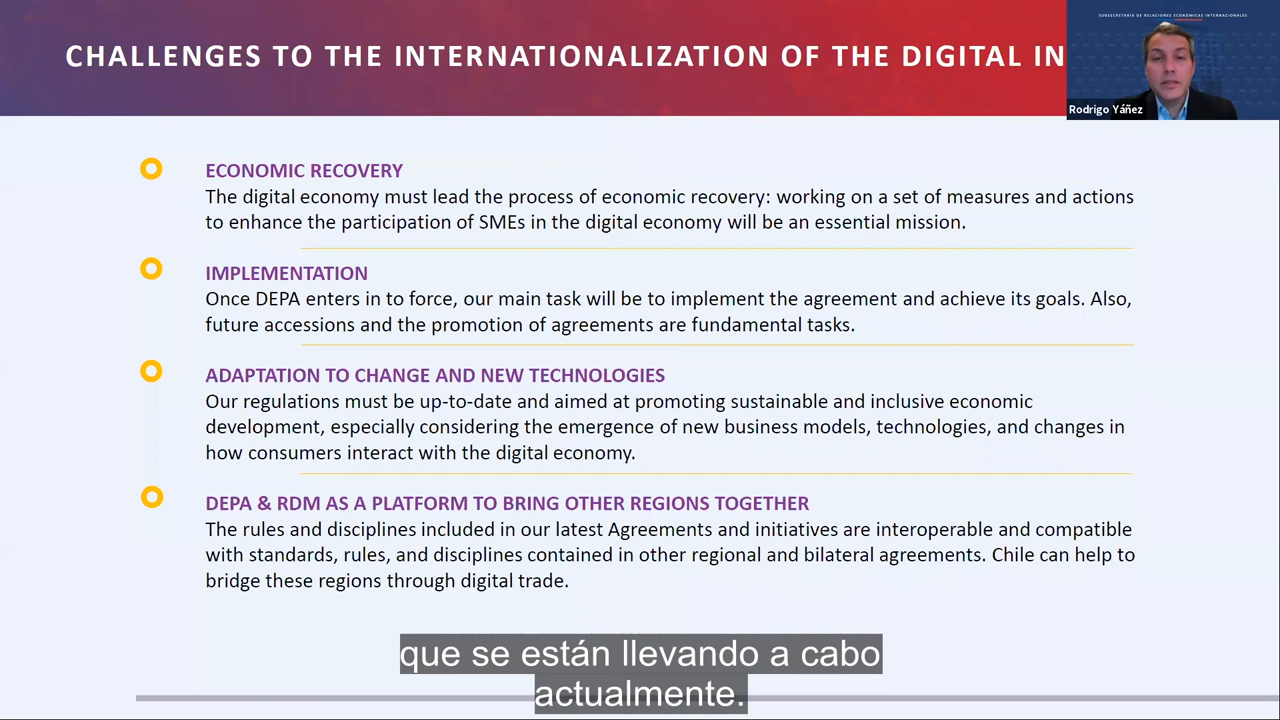 SUBSECRETARÍA DE RELACIONES ECONÓMICAS INTERNACIONALES
CHALLENGES TO THE INTERNATIONALIZATION OF THE DIGITAL IN
Rodrigo Yáñez
ECONOMIC RECOVERY
The digital economy must lead the process of economic recovery: working on a set of measures and actions
to enhance the participation of SMEs in the digital economy will be an essential mission.
IMPLEMENTATION
Once DEPA enters in to force, our main task will be to implement the agreement and achieve its goals. Also,
future accessions and the promotion of agreements are fundamental tasks.
ADAPTATION TO CHANGE AND NEW TECHNOLOGIES
Our regulations must be up-to-date and aimed at promoting sustainable and inclusive economic
development, especially considering the emergence of new business models, technologies, and changes in
how consumers interact with the digital economy.
DEPA & RDM AS A PLATFORM TO BRING OTHER REGIONS TOGETHER
The rules and disciplines included in our latest Agreements and initiatives are interoperable and compatible
with standards, rules, and disciplines contained in other regional and bilateral agreements. Chile can help to
bridge these regions through digital trade.
que se están llevando a cabo
actualmente.